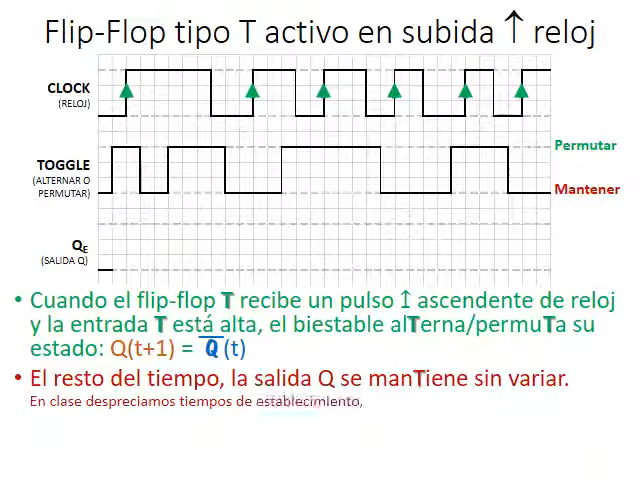 Flip-Flop tipo T activo en subida ↑ reloj
CLOCK
(RELOJ)
TOGGLE
(ALTERNAR O
PERMUTAR)
Permutar
Mantener
QE
(SALIDA Q)
• Cuando el flip-flop T recibe un pulso ↥ ascendente de reloj
y la entrada T está alta, el biestable alTerna/permuTa su
estado: Q(t+1) = Q̅(t)
• El resto del tiempo, la salida Q se manTiene sin variar.
En clase despreciamos tiempos de establecimiento,